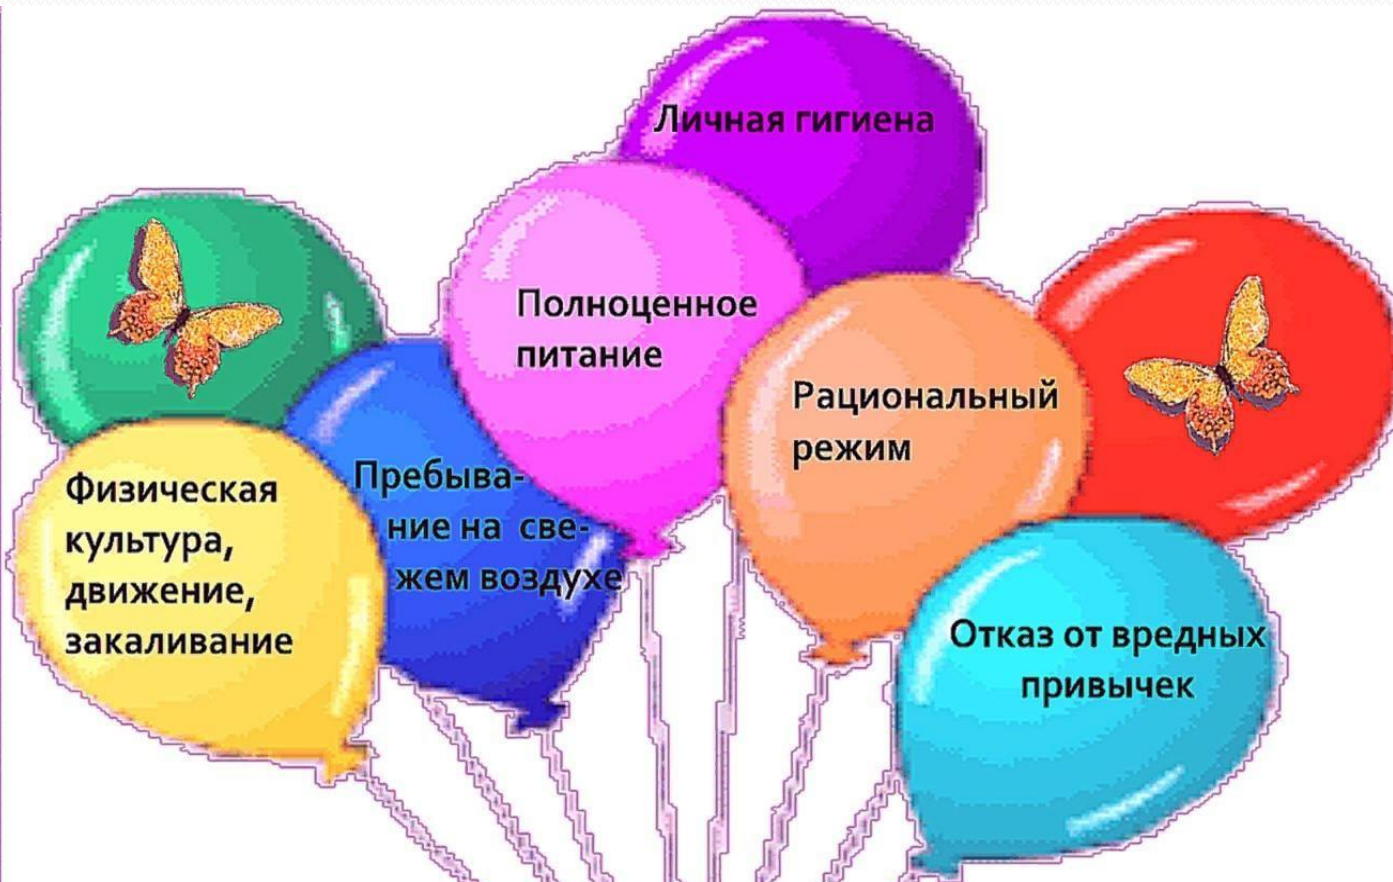 Личная гигиена
Полноценное
питание
Рациональный
режим
Физическая
культура,
движение,
закаливание
Пребыва-
ние на све-
жем воздухе
Отказ от вредных
привычек